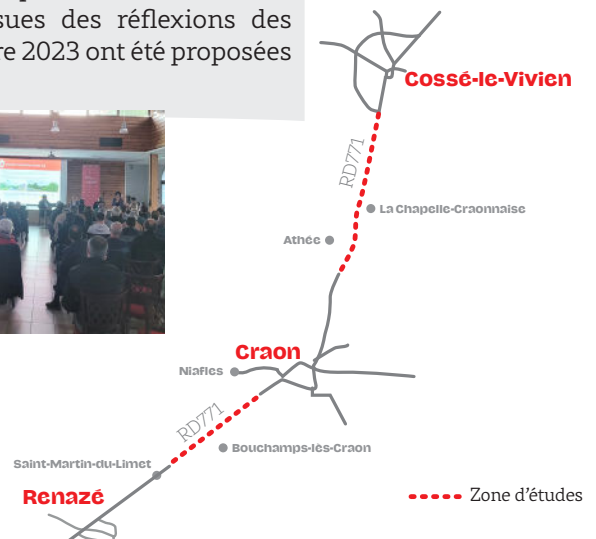 sues des réflexions des
re 2023 ont été proposées
Cossé-le-Vivien
RD771
La Chapelle-Craonnaise
Athée
Craon
Niafles
RD771
Bouchamps-lès-Craon
Saint-Martin-du-Limet
Renazé
Zone d'études